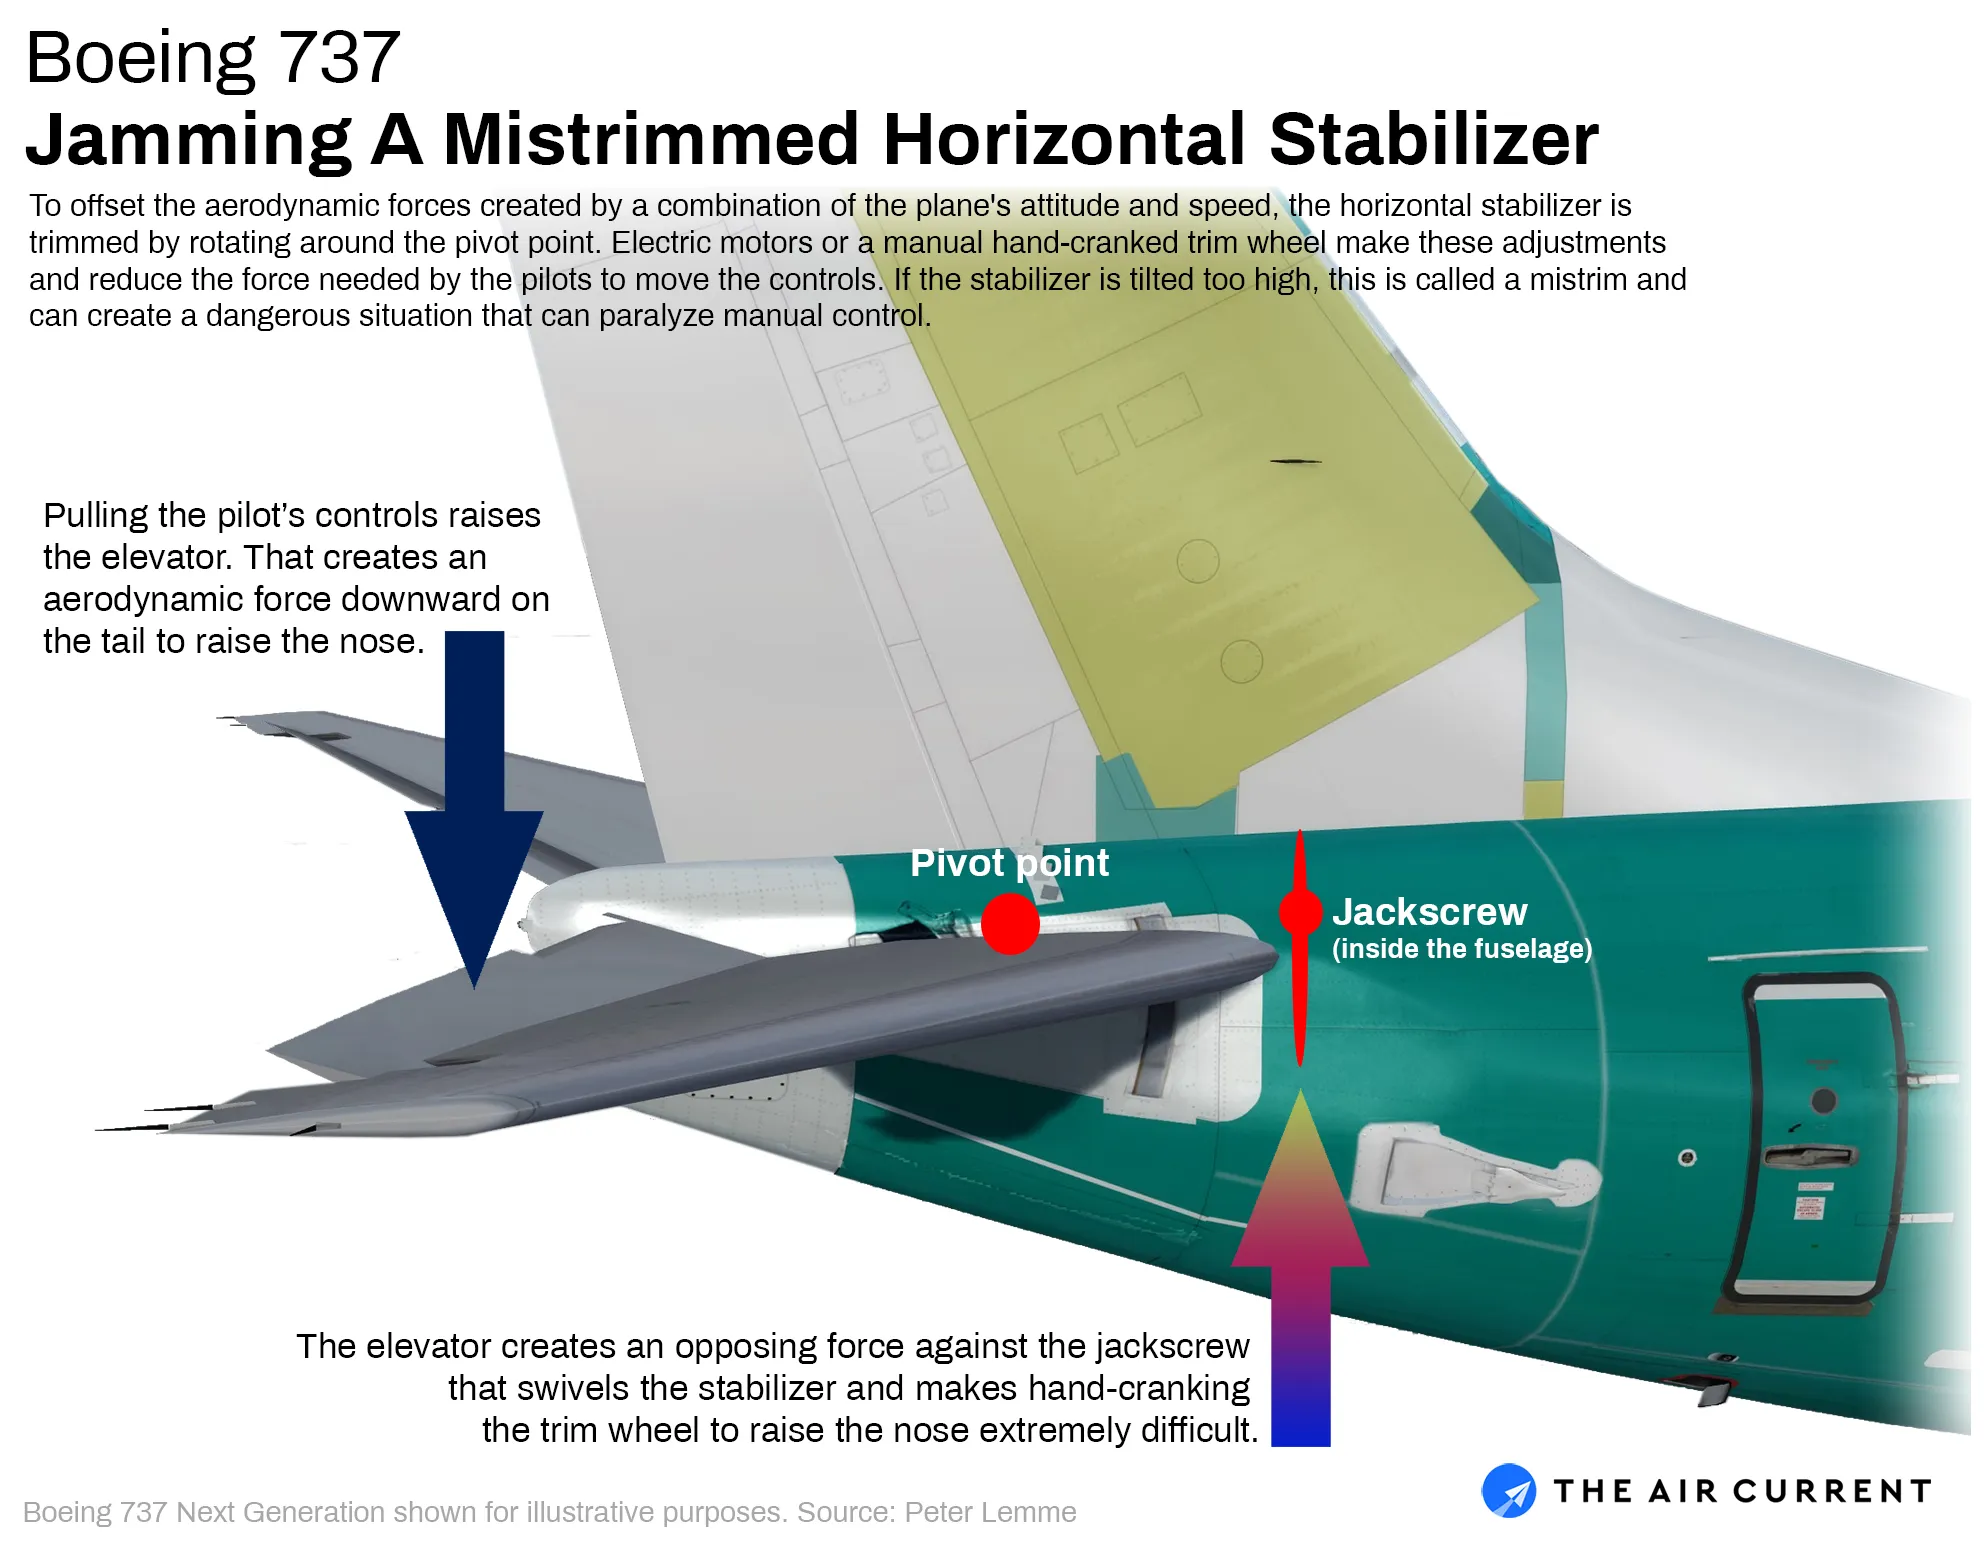 Boeing 737
Jamming A Mistrimmed Horizontal Stabilizer
To offset the aerodynamic forces created by a combination of the plane's attitude and speed, the horizontal stabilizer is
trimmed by rotating around the pivot point. Electric motors or a manual hand-cranked trim wheel make these adjustments
and reduce the force needed by the pilots to move the controls. If the stabilizer is tilted too high, this is called a mistrim and
can create a dangerous situation that can paralyze manual control.
Pulling the pilot’s controls raises
the elevator. That creates an
aerodynamic force downward on
the tail to raise the nose.
Pivot point
Jackscrew
(inside the fuselage)
The elevator creates an opposing force against the jackscrew
that swivels the stabilizer and makes hand-cranking
the trim wheel to raise the nose extremely difficult.
THE AIR CURRENT
Boeing 737 Next Generation shown for illustrative purposes. Source: Peter Lemme